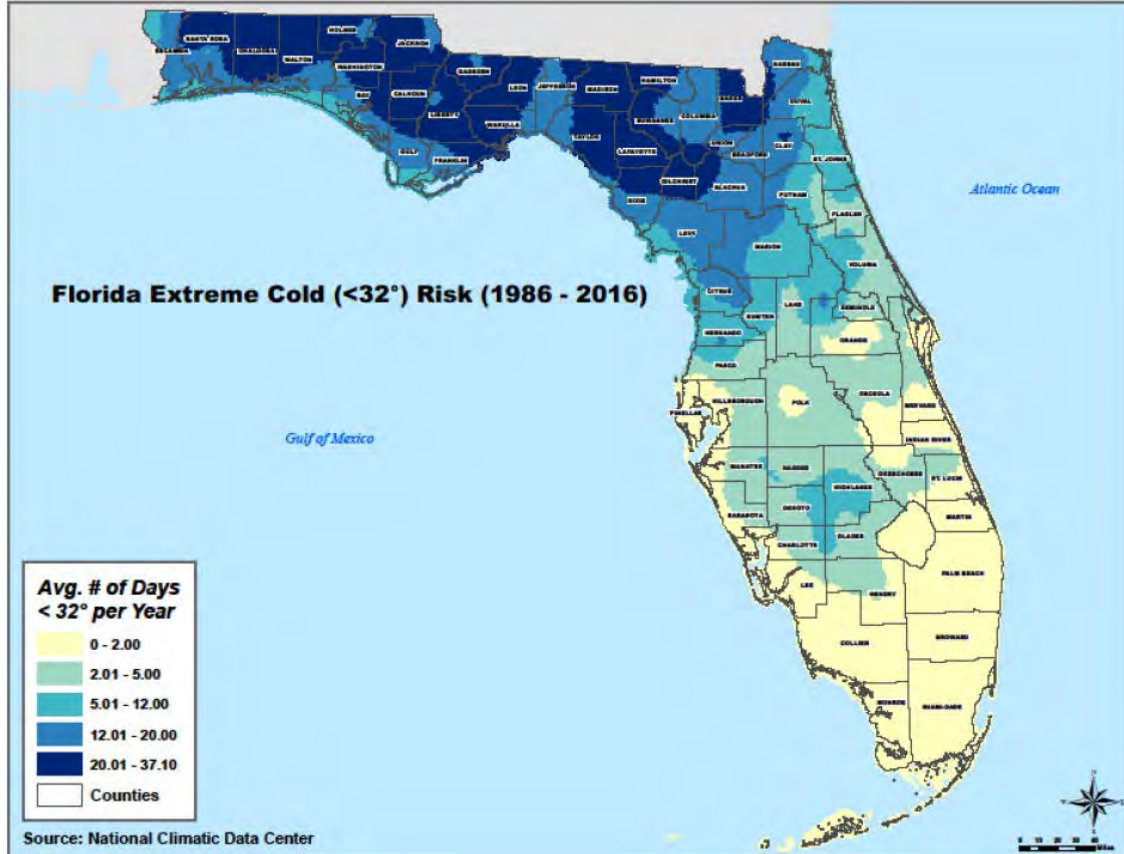 HOLMES
SANTA ROSA
JACKSON
ESCAMBIA
OKALOOSA
WALTON
WASHINGTON
GADSDEN
LEON
JEFFERSON
MADISON
HAMILTON
NASSAU
BAY
CALHOUN
LIBERTY
WAKULLA
TAYLOR
SUWANNEE
COLUMBIA
BAKER
DUVAL
GULF
FRANKLIN
LAFAYETTE
UNION
BRADFORD
CLAY
ST. JOHNS
GILCHRIST
ALACHUA
PUTNAM
DIXIE
FLAGLER
Atlantic Ocean
LEVY
MARION
VOLUSIA
Florida Extreme Cold (<32°) Risk (1986 - 2016)
CITRUS
LAKE
SUMTER
SEMINOLE
HERNANDO
ORANGE
PASCO
OSCEOLA
HILLSBOROUGH
POLK
BREVARD
PINELLAS
Gulf of Mexico
INDIAN RIVER
MANATEE
HARDEE
OKEECHOBEE
HIGHLANDS
ST. LUCIE
SARASOTA
DESOTO
MARTIN
CHARLOTTE
GLADES
PALM BEACH
LEE
HENDRY
COLLIER
BROWARD
MONROE
MIAMI-DADE
Avg. # of Days
< 32° per Year
0 - 2.00
2.01 - 5.00
5.01 - 12.00
12.01 - 20.00
20.01 - 37.10
Counties
Source: National Climatic Data Center
Miles